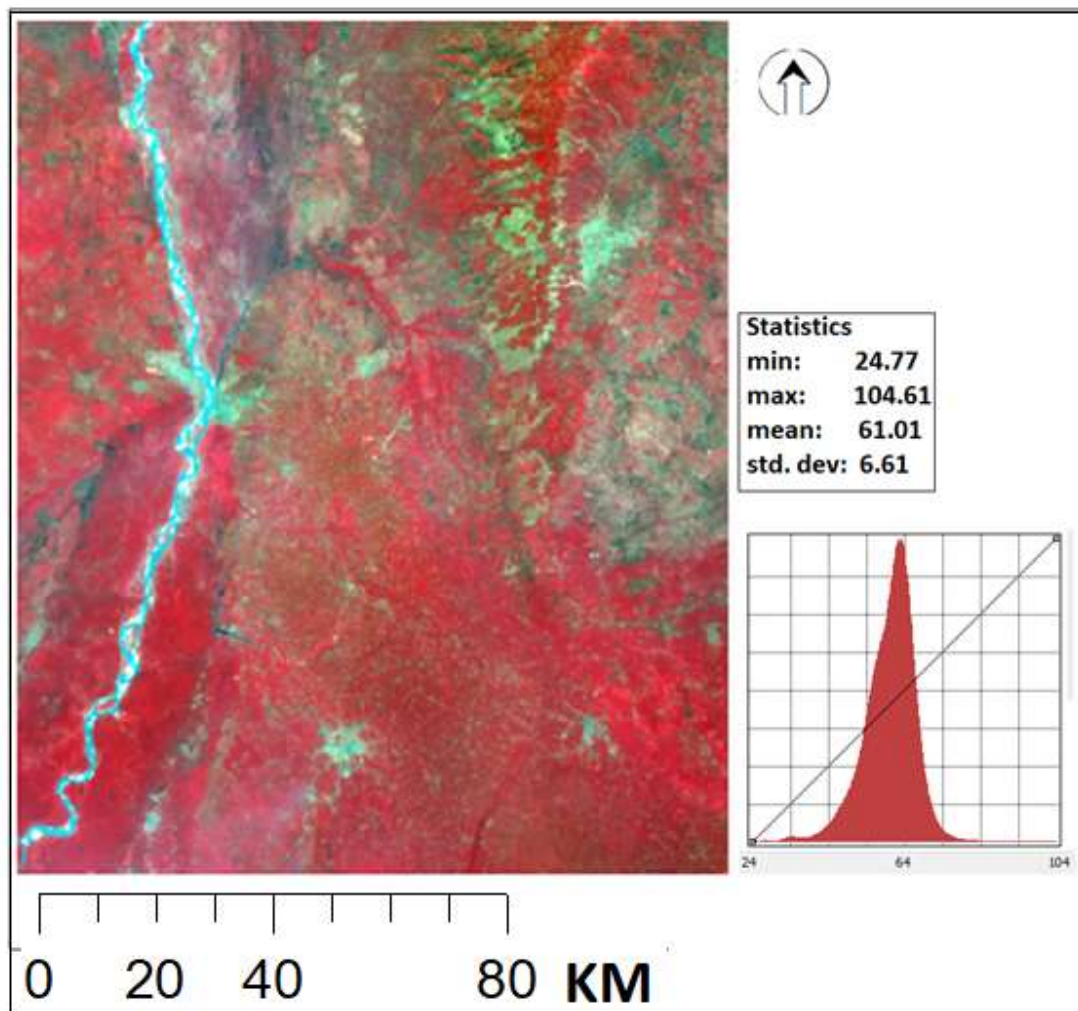 Statistics
min: 24.77
max: 104.61
mean: 61.01
std. dev: 6.61
24 64 104
0 20 40 80 KM